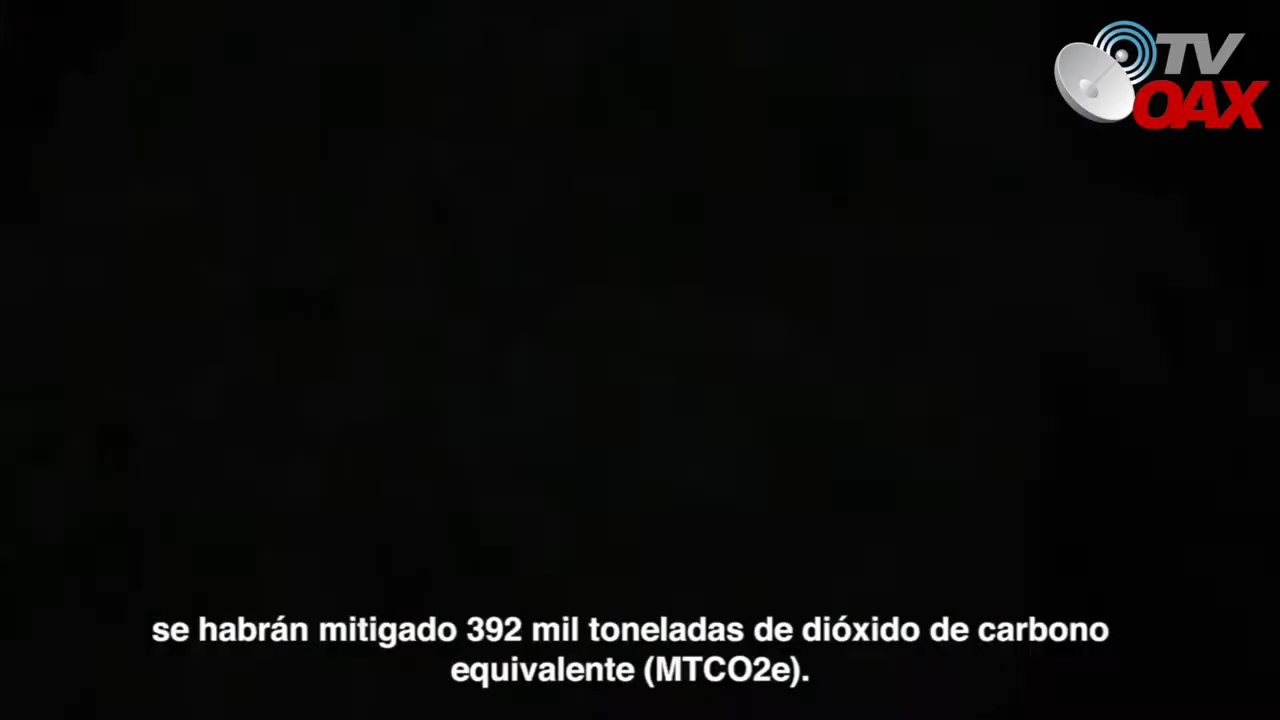 TV
OAX
se habrán mitigado 392 mil toneladas de dióxido de carbono
equivalente (MTCO2e).